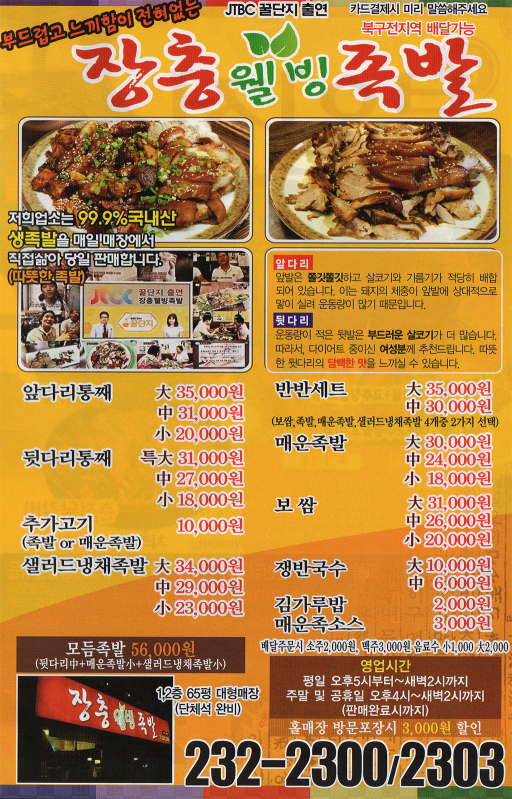 부드럽고 느끼함이 전혀없는
JTBC 꿀단지 출연
카드결제시 미리 말씀해주세요
북구전지역 배달가능
장충 웰빙 족발
저희업소는 99.9%국내산
생족발을 매일매장에서
직접삶아 당일 판매합니다.
(따뜻한 족발)
JTBC 꿀단지 출연
장충웰빙족발
꿀단지
앞다리
앞발은 쫄깃쫄깃하고 살코기와 기름기가 적당히 배합
되어 있습니다. 이는 돼지의 체중이 앞발에 상대적으로
많이 실려 운동량이 많기 때문입니다.
뒷다리
운동량이 적은 뒷발은 부드러운 살코기가 더 많습니다.
따라서, 다이어트 중이신 여성분께 추천드립니다. 따뜻
한 뒷다리의 담백한 맛을 느끼실 수 있습니다.
앞다리통째 大 35,000원
中 31,000원
小 20,000원
뒷다리통째 특大 31,000원
中 27,000원
小 18,000원
추가고기 10,000원
(족발 or 매운족발)
샐러드냉채족발 大 34,000원
中 29,000원
小 23,000원
반반세트 大 35,000원
中 30,000원
(보쌈,족발,매운족발,샐러드냉채족발 4개중 2가지 선택)
매운족발 大 30,000원
中 24,000원
小 18,000원
보쌈 大 31,000원
中 26,000원
小 20,000원
쟁반국수 大 10,000원
中 6,000원
김가루밥 2,000원
매운족소스 3,000원
배달주문시 소주2,000원, 맥주3,000원 음료수 小1,000 大2,000
모듬족발 56,000원
(뒷다리中+매운족발小+샐러드냉채족발小)
장충웰빙족발
1,2층 65평 대형매장
(단체석 완비)
영업시간
평일 오후5시부터~새벽2시까지
주말 및 공휴일 오후4시~새벽2시까지
(판매완료시까지)
홀매장 방문포장시 3,000원 할인
232-2300/2303